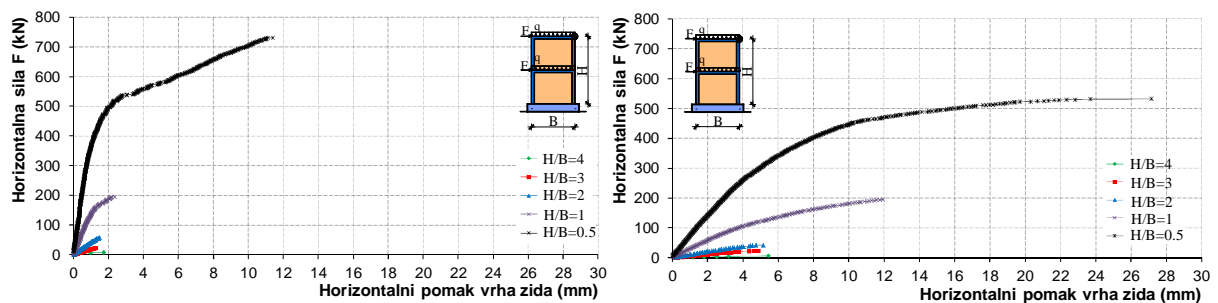 Horizontalna sila F (kN)
800
700
600
500
400
300
200
100
0
q
F
q
F
H
B
H/B=4
H/B=3
H/B=2
H/B=1
H/B=0.5
0 2 4 6 8 10 12 14 16 18 20 22 24 26 28 30
Horizontalni pomak vrha zida (mm)
Horizontalna sila F (kN)
800
700
600
500
400
300
200
100
0
q
F
q
F
H
B
H/B=4
H/B=3
H/B=2
H/B=1
H/B=0.5
0 2 4 6 8 10 12 14 16 18 20 22 24 26 28 30
Horizontalni pomak vrha zida (mm)